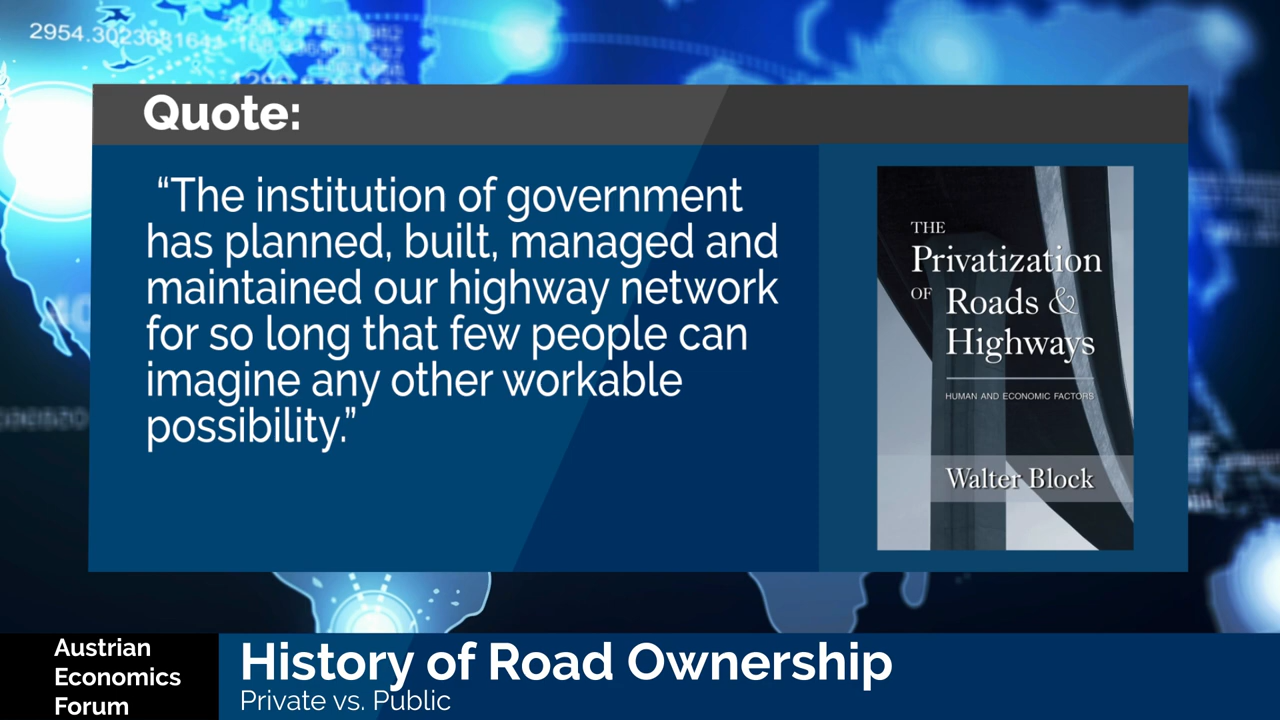 2954.3023681641
Quote:
“The institution of government
has planned, built, managed and
maintained our highway network
for so long that few people can
imagine any other workable
possibility.”
THE
Privatization
OF Roads &
Highways
HUMAN AND ECONOMIC FACTORS
Walter Block
Austrian
Economics
Forum
History of Road Ownership
Private vs. Public